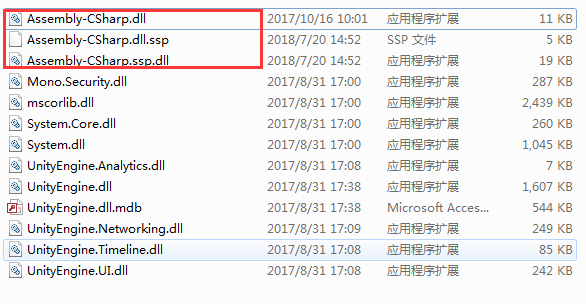 Assembly-CSharp.dll 2017/10/16 10:01 应用程序扩展 11 KB
Assembly-CSharp.dll.ssp 2018/7/20 14:52 SSP 文件 5 KB
Assembly-CSharp.ssp.dll 2018/7/20 14:52 应用程序扩展 19 KB
Mono.Security.dll 2017/8/31 17:00 应用程序扩展 287 KB
mscorlib.dll 2017/8/31 17:00 应用程序扩展 2,439 KB
System.Core.dll 2017/8/31 17:00 应用程序扩展 260 KB
System.dll 2017/8/31 17:00 应用程序扩展 1,045 KB
UnityEngine.Analytics.dll 2017/8/31 17:08 应用程序扩展 7 KB
UnityEngine.dll 2017/8/31 17:38 应用程序扩展 1,607 KB
UnityEngine.dll.mdb 2017/8/31 17:38 Microsoft Acces... 544 KB
UnityEngine.Networking.dll 2017/8/31 17:09 应用程序扩展 249 KB
UnityEngine.Timeline.dll 2017/8/31 17:08 应用程序扩展 85 KB
UnityEngine.UI.dll 2017/8/31 17:08 应用程序扩展 242 KB